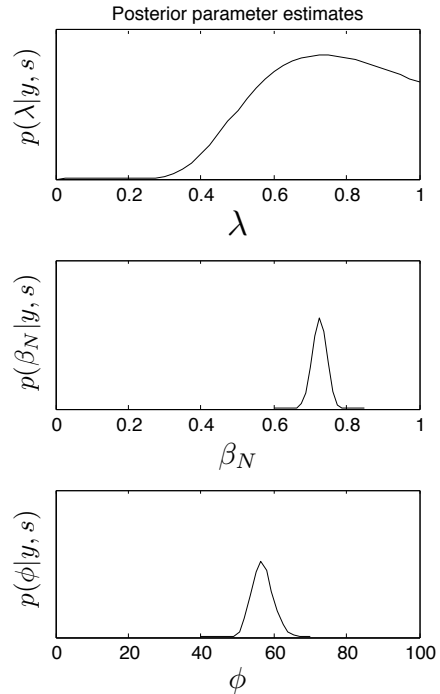 Posterior parameter estimates
p(λ|y, s)
0 0.2 0.4 0.6 0.8 1
λ
p(β_N|y, s)
0 0.2 0.4 0.6 0.8 1
β_N
p(ϕ|y, s)
0 20 40 60 80 100
ϕ